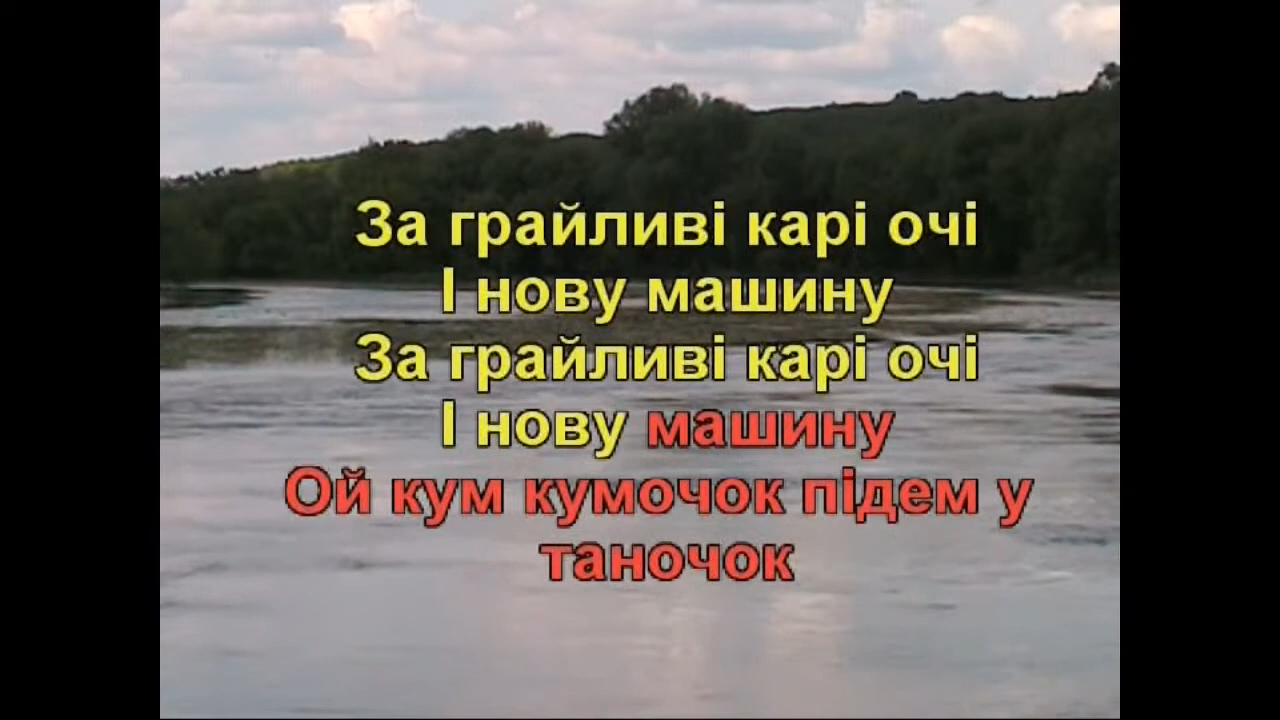 За грайливі карі очі
І нову машину
За грайливі карі очі
І нову машину
Ой кум кумочок підем у
таночок